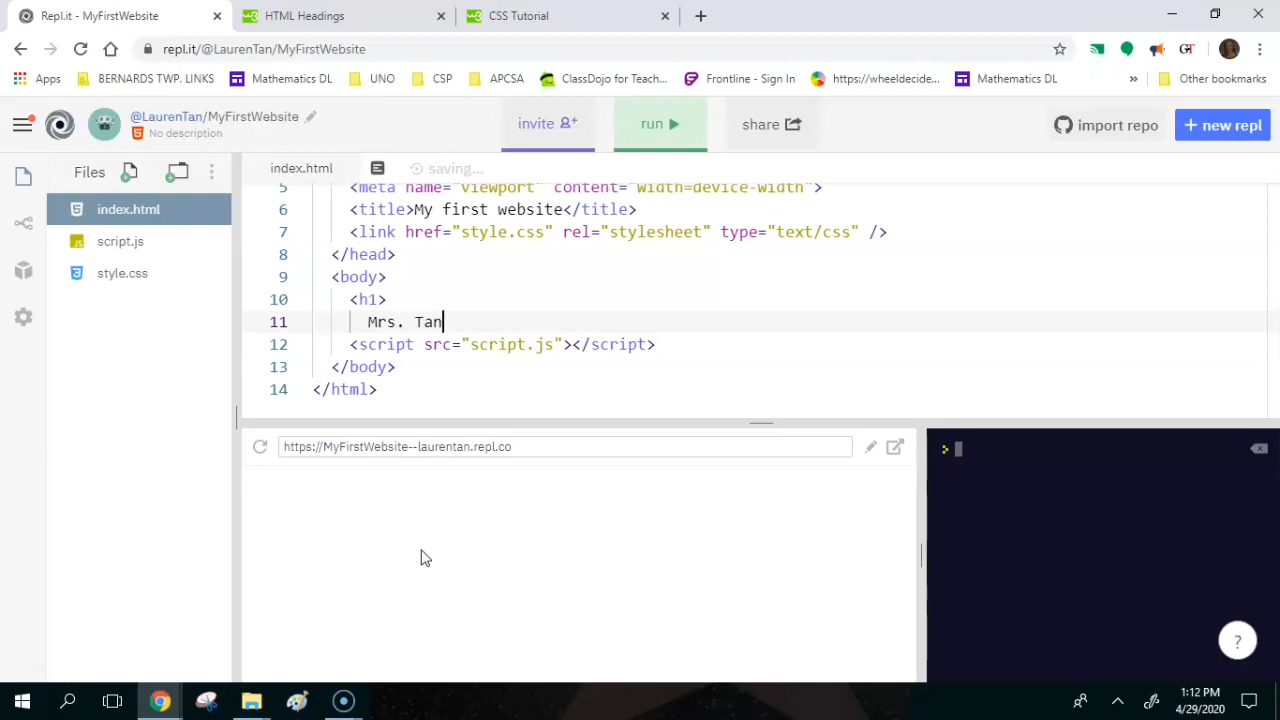 Repl.it - MyFirstWebsite
HTML Headings
CSS Tutorial
repl.it/@LaurenTan/MyFirstWebsite
Apps
BERNARDS TWP. LINKS
Mathematics DL
UNO
CSP
APCSA
ClassDojo for Teach...
Frontline - Sign In
https://wheeldecide...
Mathematics DL
»
Other bookmarks
@LaurenTan/MyFirstWebsite
No description
invite
run
share
import repo
+ new repl
Files
index.html
saving...
index.html
script.js
style.css
5 <meta name="viewport" content="width=device-width">
6 <title>My first website</title>
7 <link href="style.css" rel="stylesheet" type="text/css" />
8 </head>
9 <body>
10 <h1>
11 Mrs. Tan
12 <script src="script.js"></script>
13 </body>
14 </html>
https://MyFirstWebsite--laurentan.repl.co
>
?
1:12 PM
4/29/2020